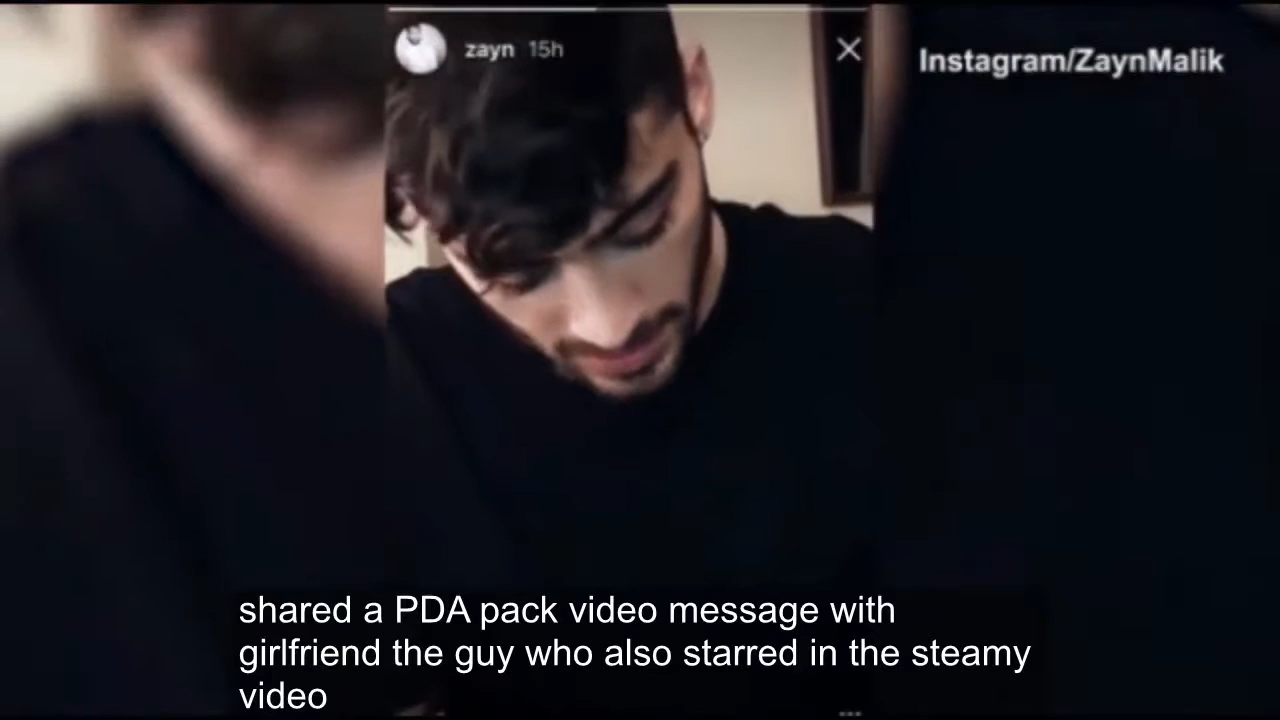 zayn 15h
Instagram/ZaynMalik
shared a PDA pack video message with
girlfriend the guy who also starred in the steamy
video